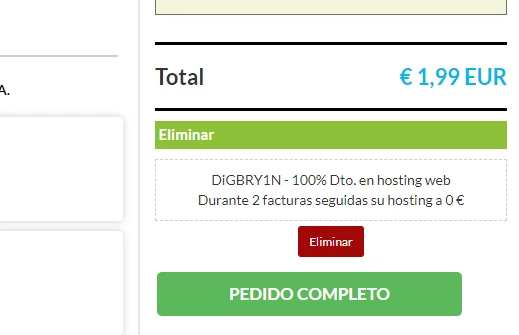 A.
Total
€ 1,99 EUR
Eliminar
DiGBRY1N - 100% Dto. en hosting web
Durante 2 facturas seguidas su hosting a 0 €
Eliminar
PEDIDO COMPLETO